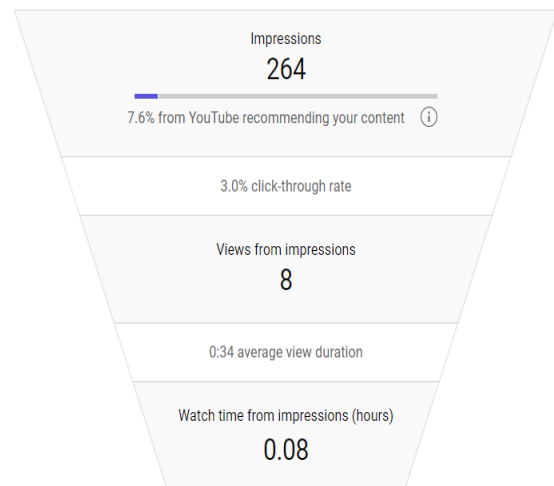 Impressions
264
7.6% from YouTube recommending your content
3.0% click-through rate
Views from impressions
8
0:34 average view duration
Watch time from impressions (hours)
0.08